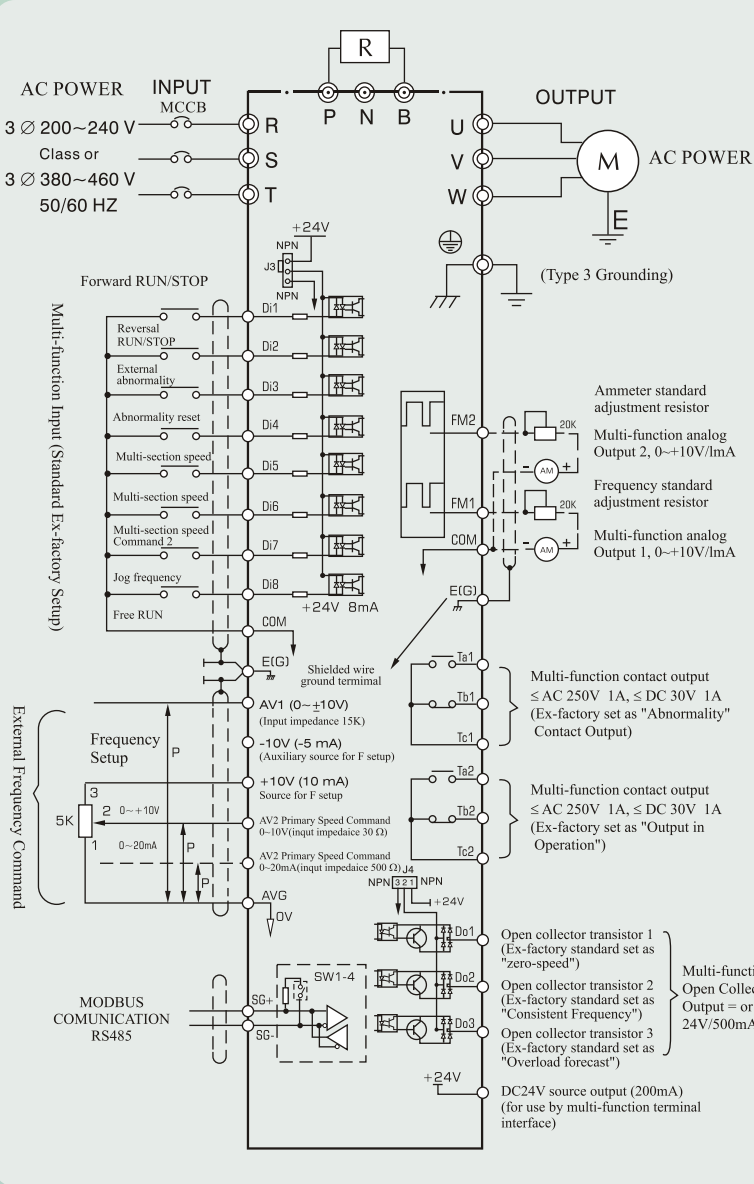 R
AC POWER
INPUT
MCCB
P N B
OUTPUT
3 Ø 200~240 V
R
U
Class or
S
V
M
AC POWER
3 Ø 380~460 V
T
W
50/60 HZ
E
+24V
NPN
J3
NPN
(Type 3 Grounding)
Forward RUN/STOP
Multi-function Input (Standard Ex-factory Setup)
Di1
Reversal
RUN/STOP
Di2
External
abnormality
Di3
Abnormality reset
Di4
Multi-section speed
Di5
Multi-section speed
Di6
Multi-section speed
Command 2
Di7
Jog frequency
Di8
+24V 8mA
Free RUN
COM
E(G)
Shielded wire
ground termimal
FM2
20K
- AM +
Ammeter standard
adjustment resistor
Multi-function analog
Output 2, 0~+10V/lmA
FM1
20K
COM
- AM +
Frequency standard
adjustment resistor
Multi-function analog
Output 1, 0~+10V/lmA
E(G)
Ta1
Tb1
Tc1
Multi-function contact output
≤ AC 250V 1A, ≤ DC 30V 1A
(Ex-factory set as "Abnormality"
Contact Output)
Ta2
Tb2
Tc2
Multi-function contact output
≤ AC 250V 1A, ≤ DC 30V 1A
(Ex-factory set as "Output in
Operation")
External Frequency Command
Frequency
Setup
P
AV1 (0~±10V)
(Input impedance 15K)
-10V (-5 mA)
(Auxiliary source for F setup)
+10V (10 mA)
Source for F setup
3
5K
2
0~+10V
1
0~20mA
P
P
AV2 Primary Speed Command
0~10V(inqut impedaice 30 Ω)
AV2 Primary Speed Command
0~20mA(inqut impedaice 500 Ω)
AVG
0V
J4
NPN 3 2 1 NPN
+24V
Do1
Open collector transistor 1
(Ex-factory standard set as
"zero-speed")
Do2
Open collector transistor 2
(Ex-factory standard set as
"Consistent Frequency")
Do3
Open collector transistor 3
(Ex-factory standard set as
"Overload forecast")
Open
Output = or
24V/500mA
MODBUS
COMUNICATION
RS485
SG+
SG-
SW1-4
+24V
DC24V source output (200mA)
(for use by multi-function terminal
interface)